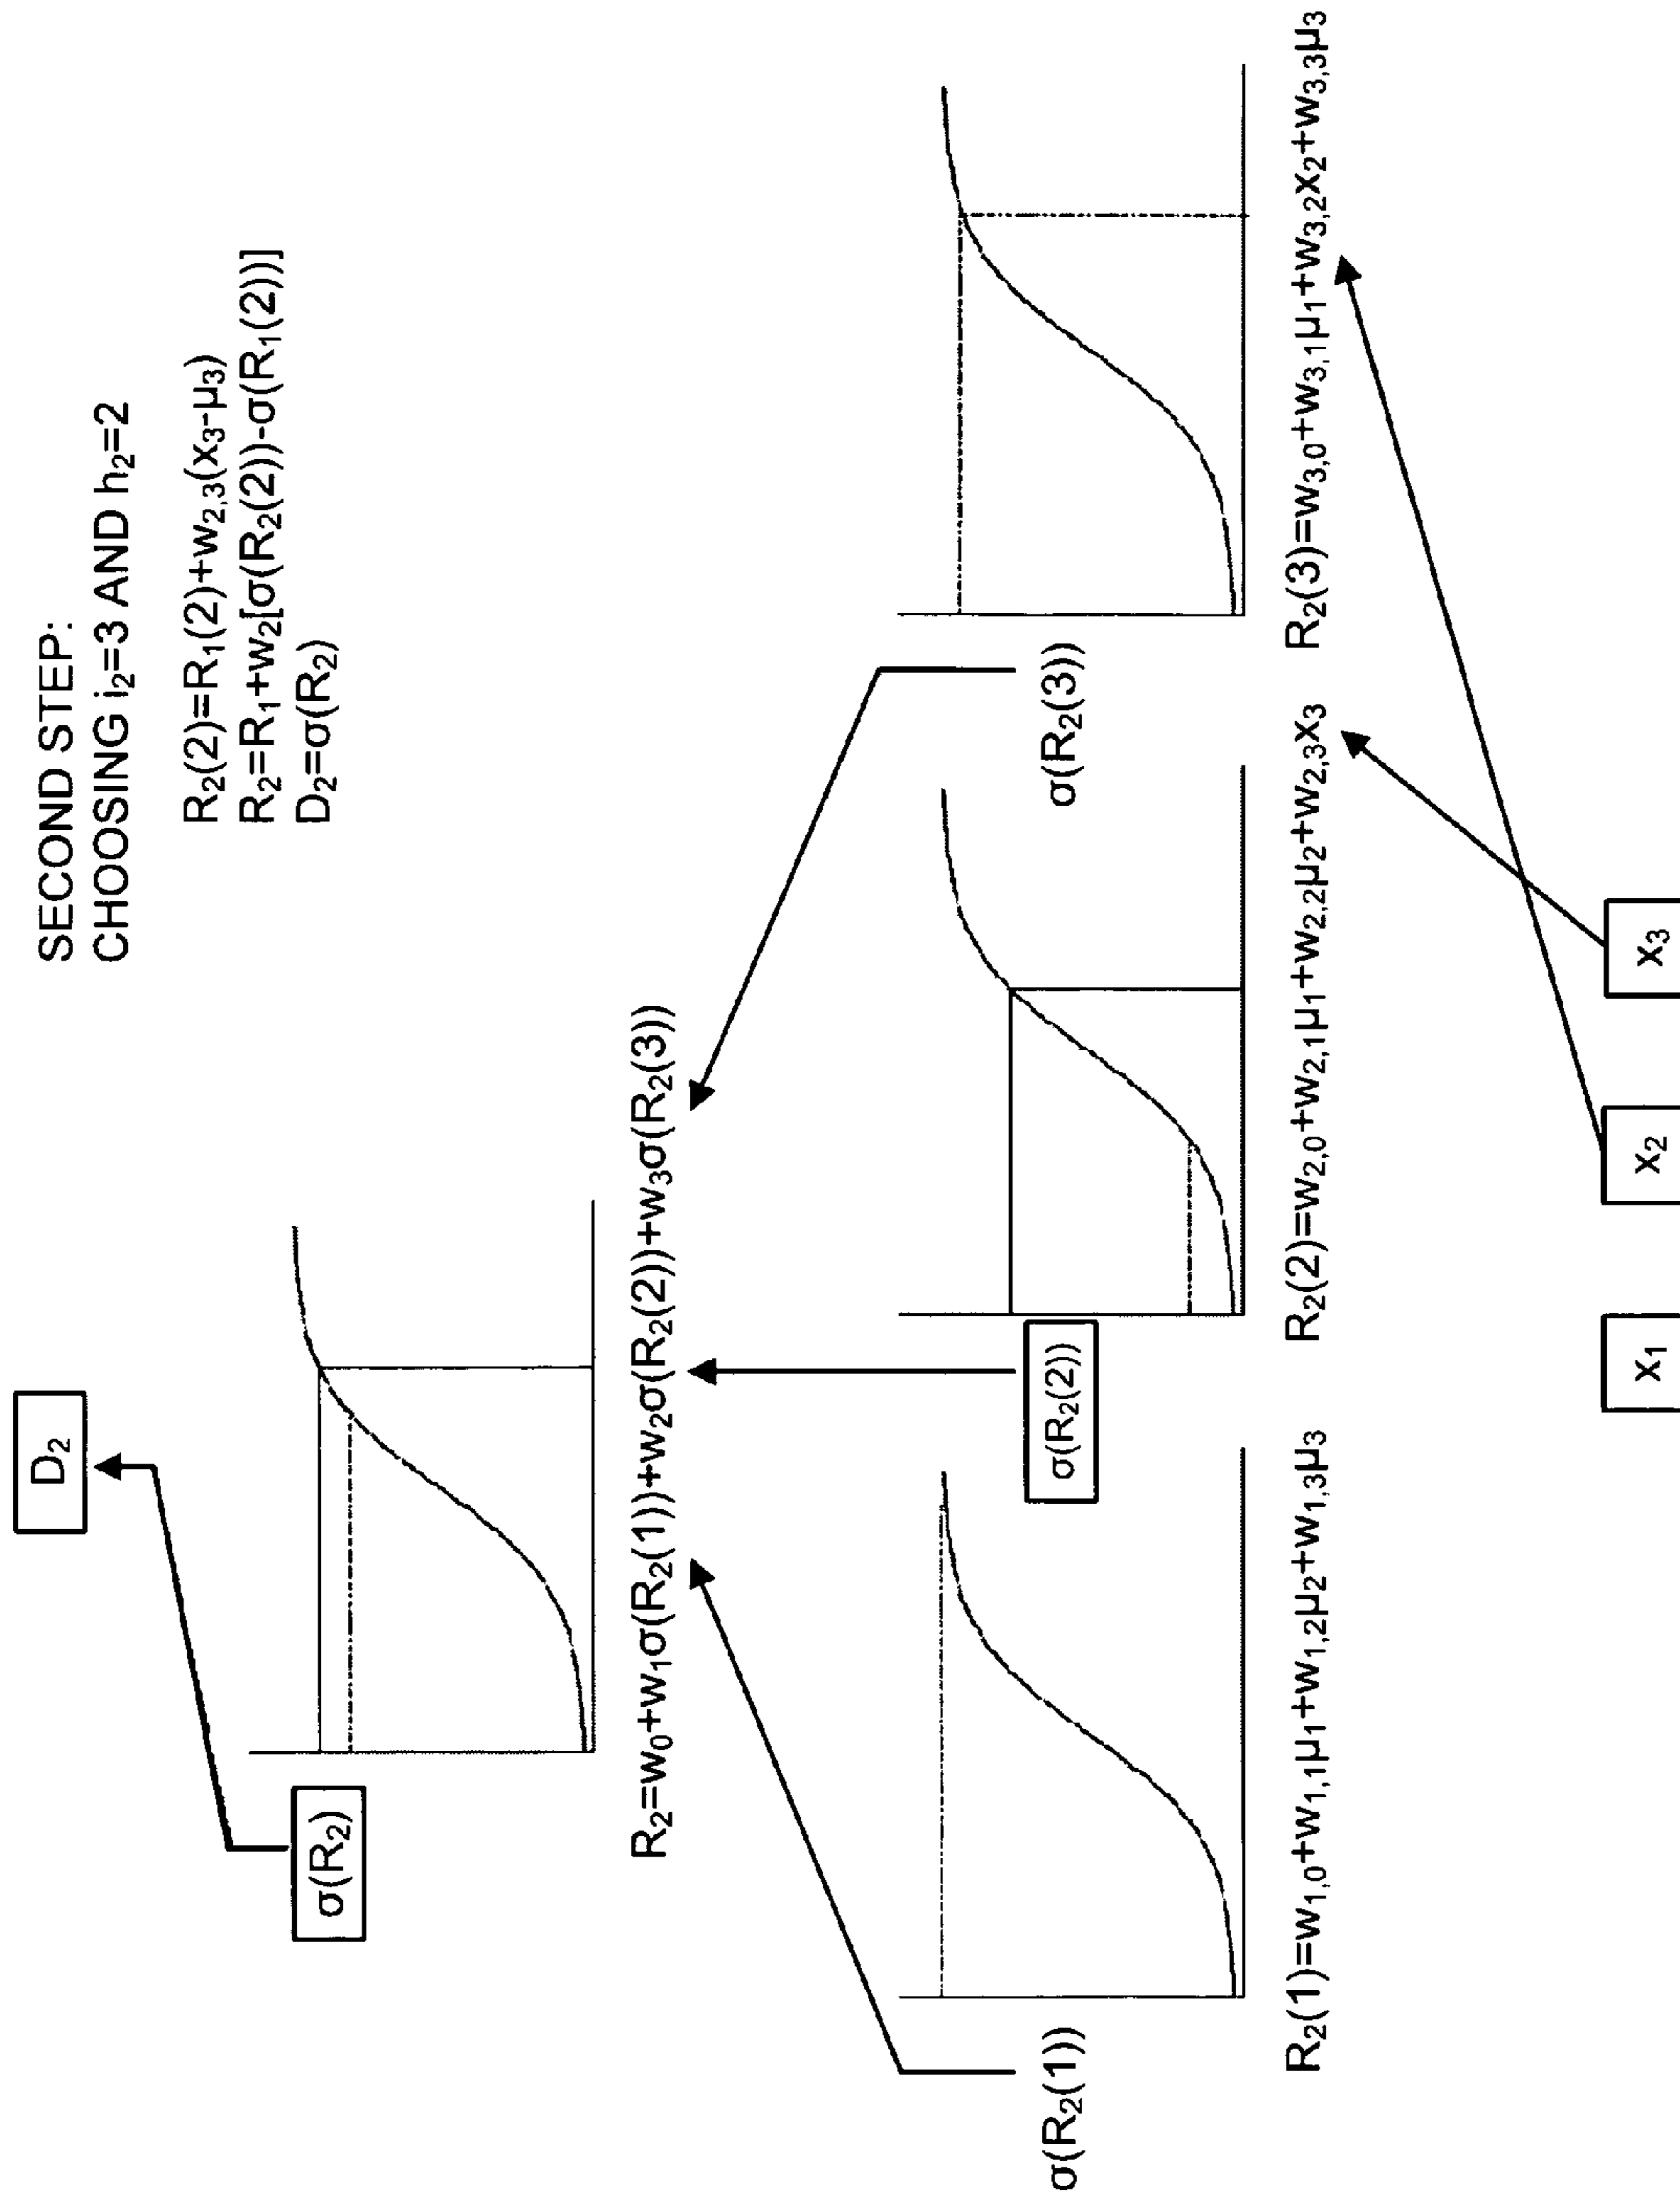 SECOND STEP:
CHOOSING i₂=3 AND h₂=2
R₂(2)=R₁(2)+w₂,₃(x₃-μ₃)
R₂=R₁+w₂[σ(R₂(2))-σ(R₁(2))]
D₂=σ(R₂)
D₂
σ(R₂)
R₂=w₀+w₁σ(R₂(1))+w₂σ(R₂(2))+w₃σ(R₂(3))
σ(R₂(1))
σ(R₂(2))
σ(R₂(3))
R₂(1)=w₁,₀+w₁,₁μ₁+w₁,₂μ₂+w₁,₃μ₃
R₂(2)=w₂,₀+w₂,₁μ₁+w₂,₂μ₂+w₂,₃x₃
R₂(3)=w₃,₀+w₃,₁μ₁+w₃,₂x₂+w₃,₃μ₃
x₁
x₂
x₃